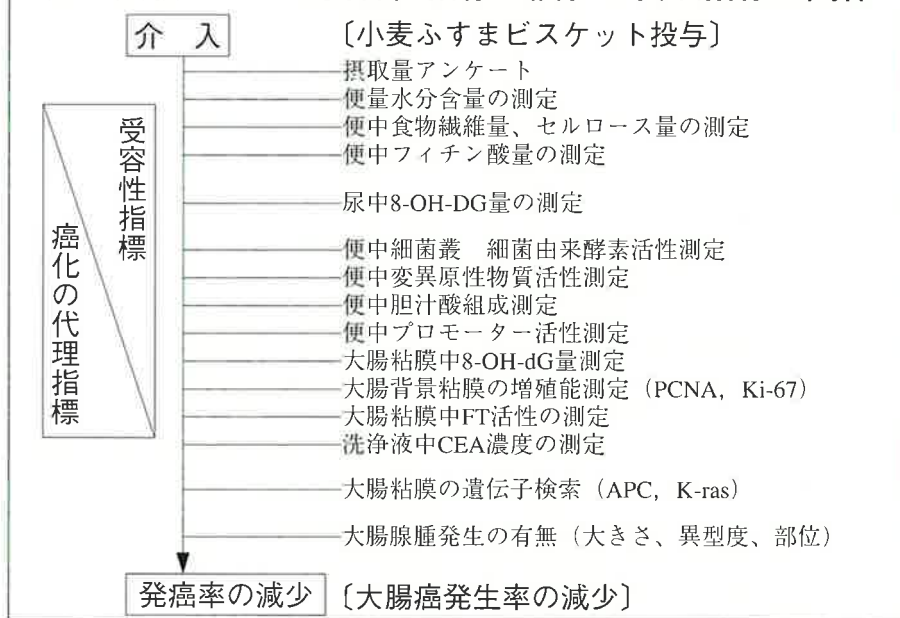 介 入 〔小麦ふすまビスケット投与〕
摂取量アンケート
便量水分含量の測定
便中食物繊維量、セルロース量の測定
便中フィチン酸量の測定
尿中8-OH-DG量の測定
便中細菌叢 細菌由来酵素活性測定
便中変異原性物質活性測定
便中胆汁酸組成測定
便中プロモーター活性測定
大腸粘膜中8-OH-dG量測定
大腸背景粘膜の増殖能測定（PCNA，Ki-67）
大腸粘膜中FT活性の測定
洗浄液中CEA濃度の測定
大腸粘膜の遺伝子検索（APC，K-ras）
大腸腺腫発生の有無（大きさ、異型度、部位）
受容性指標
癌化の代理指標
発癌率の減少 〔大腸癌発生率の減少〕